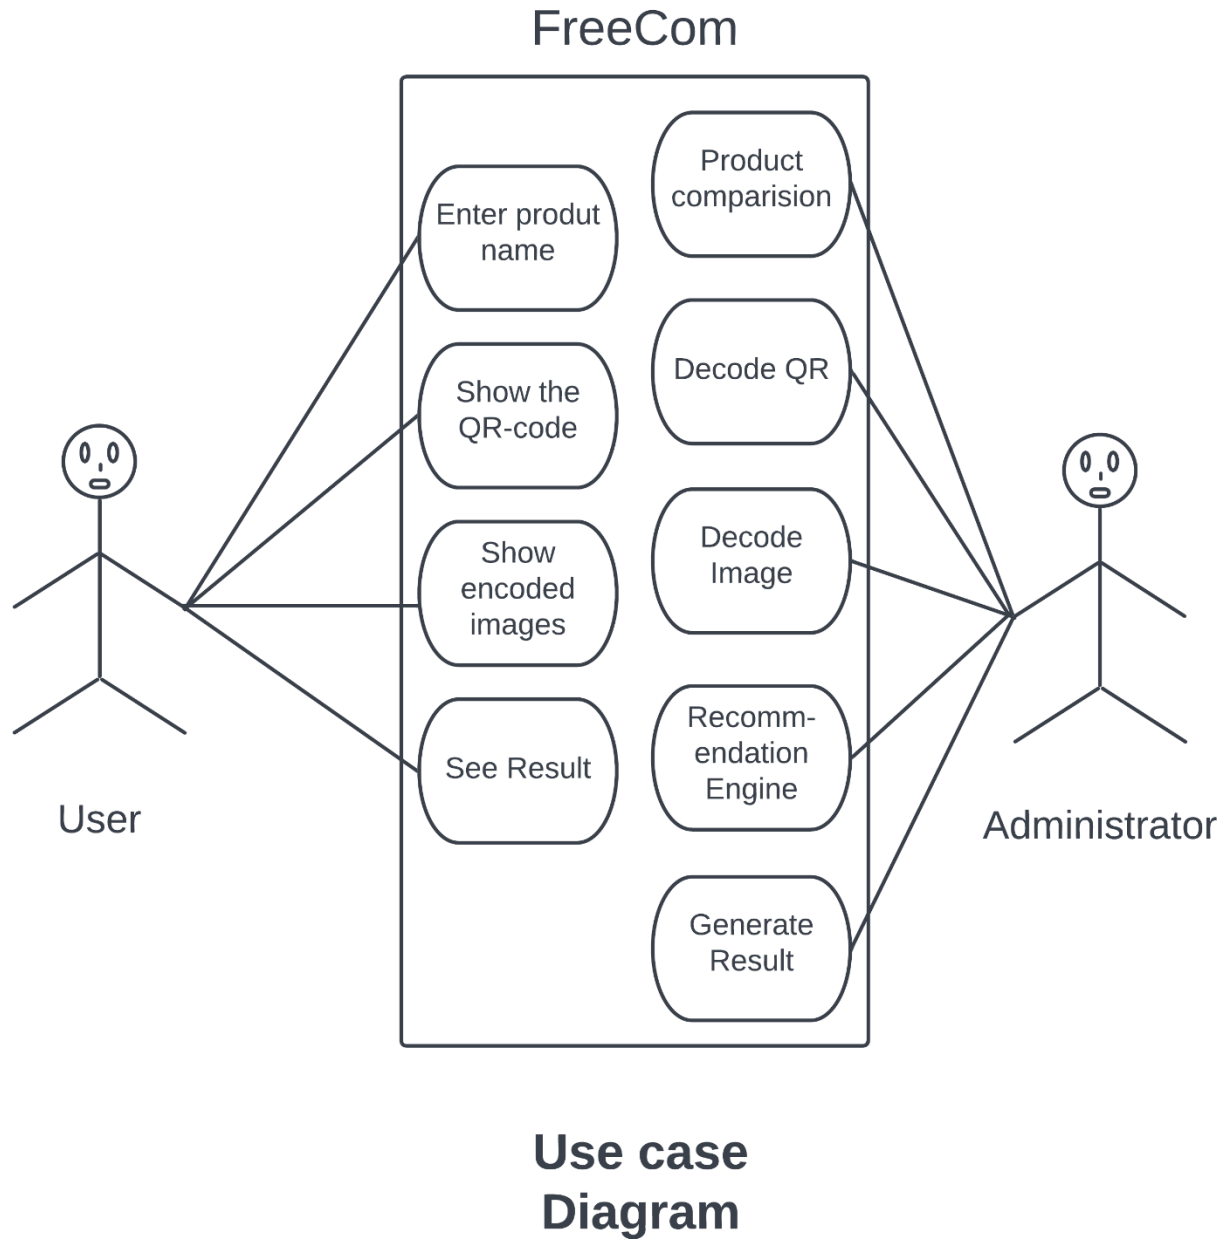 FreeCom
Enter produt
name
Show the
QR-code
Show
encoded
images
See Result
Product
comparision
Decode QR
Decode
Image
Recomm-
endation
Engine
Generate
Result
User
Administrator
Use case
Diagram